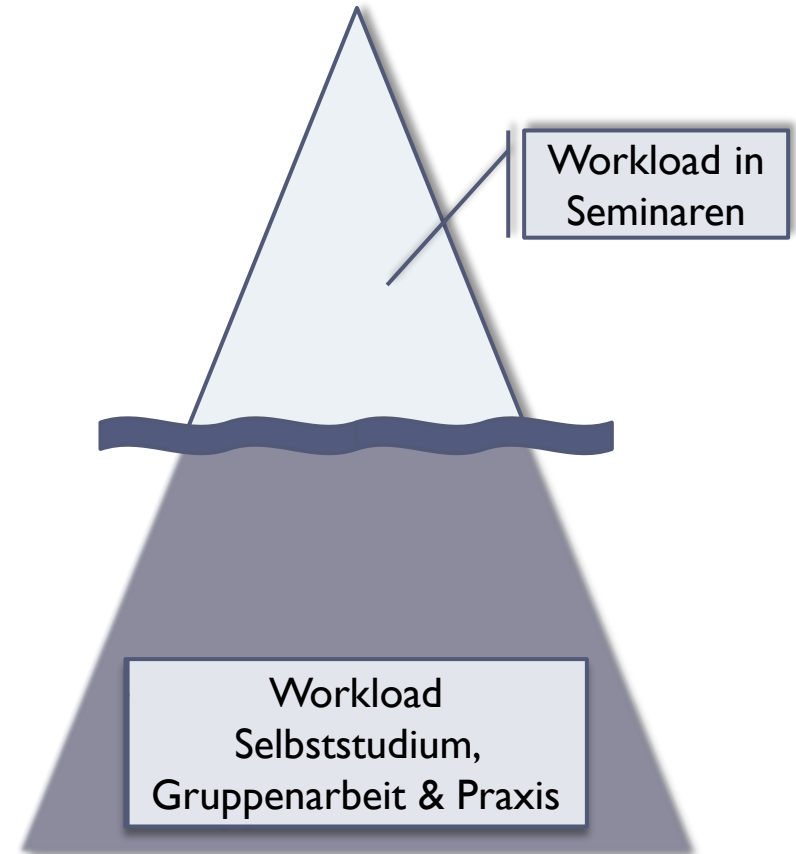 Workload in
Seminaren
Workload
Selbststudium,
Gruppenarbeit & Praxis